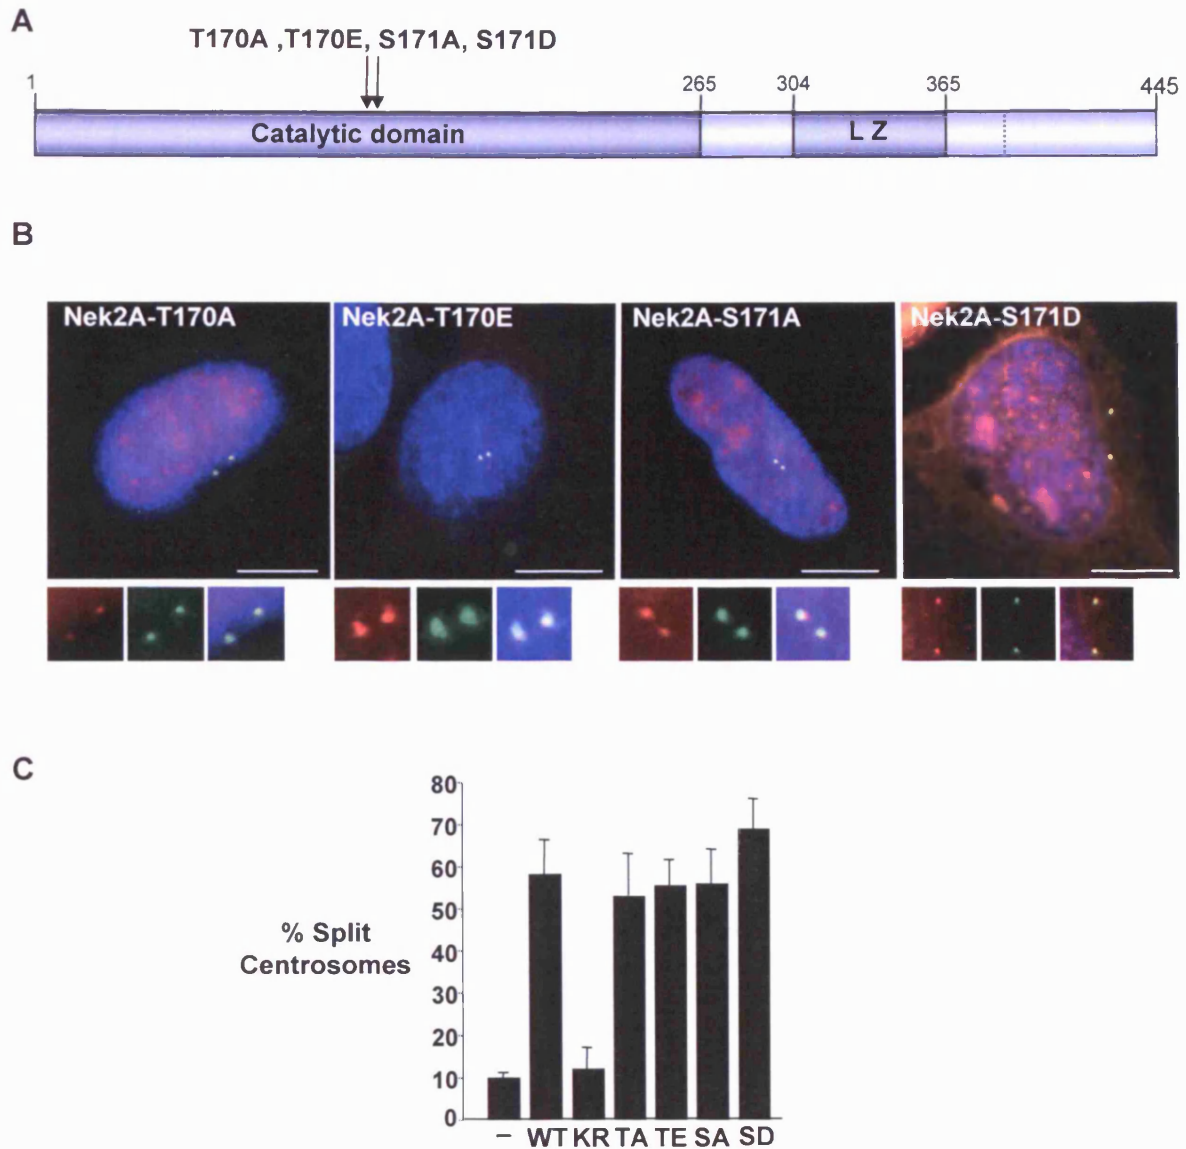 A
T170A ,T170E, S171A, S171D
1 265 304 365 445
Catalytic domain L Z
B
Nek2A-T170A Nek2A-T170E Nek2A-S171A Nek2A-S171D
C
80
70
60
50
40
30
20
10
0
% Split
Centrosomes
– WT KR TA TE SA SD